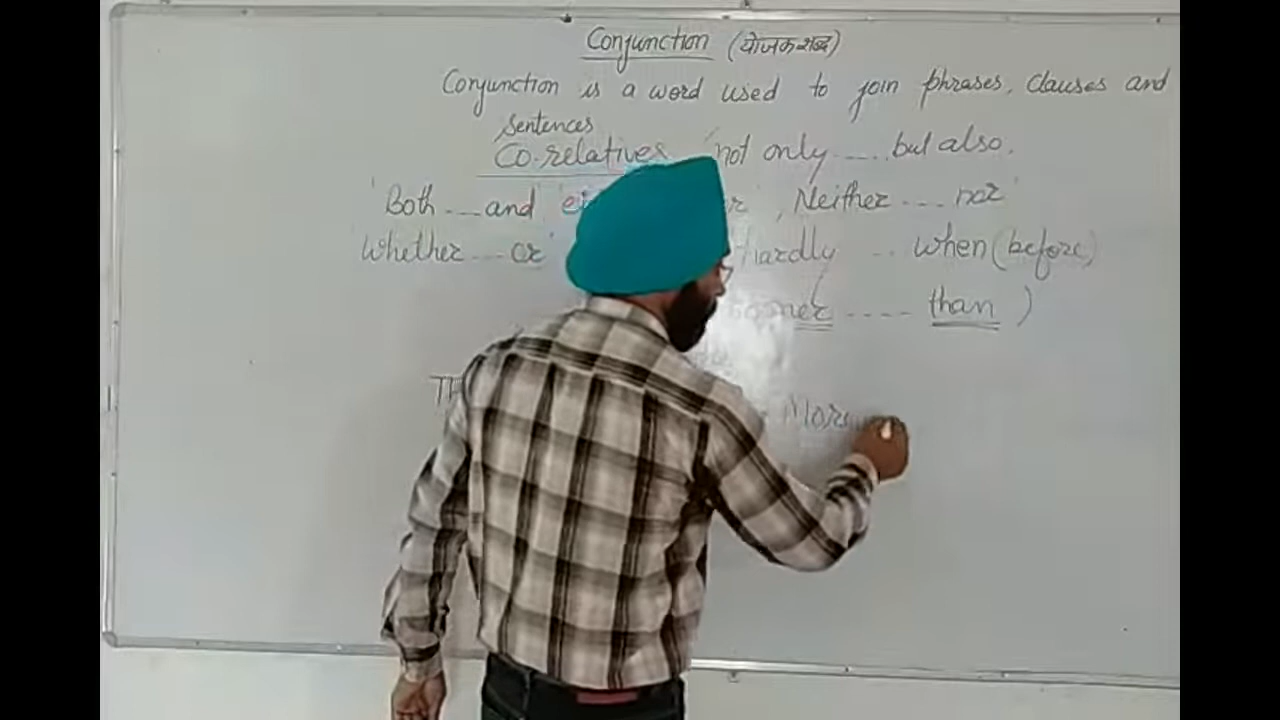 Conjunction (योजक शब्द)
Conjunction is a word used to join phrases, clauses and
sentences
Co-relatives not only ---- but also.
'Both --- and , Neither --- nor'
Whether --- or Hardly -- when (before)
---- than )